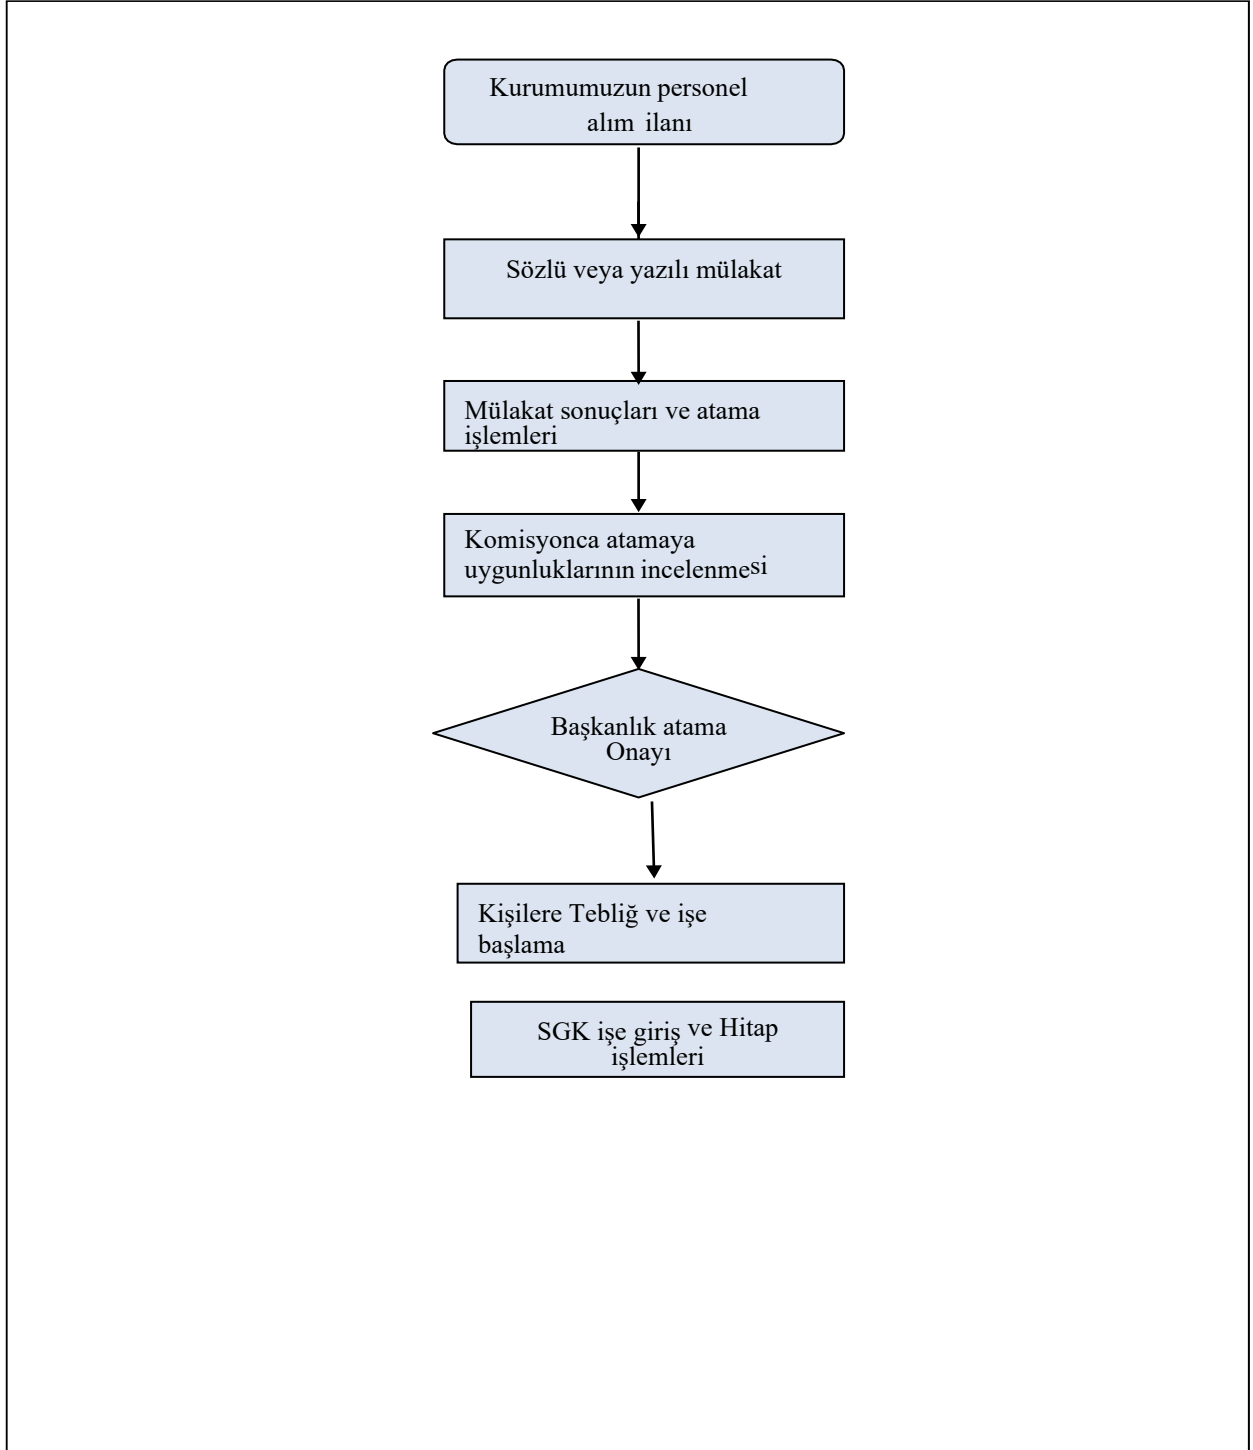 Kurumumuzun personel
alım ilanı
Sözlü veya yazılı mülakat
Mülakat sonuçları ve atama
işlemleri
Komisyonca atamaya
uygunluklarının incelenmesi
Başkanlık atama
Onayı
Kişilere Tebliğ ve işe
başlama
SGK işe giriş ve Hitap
işlemleri